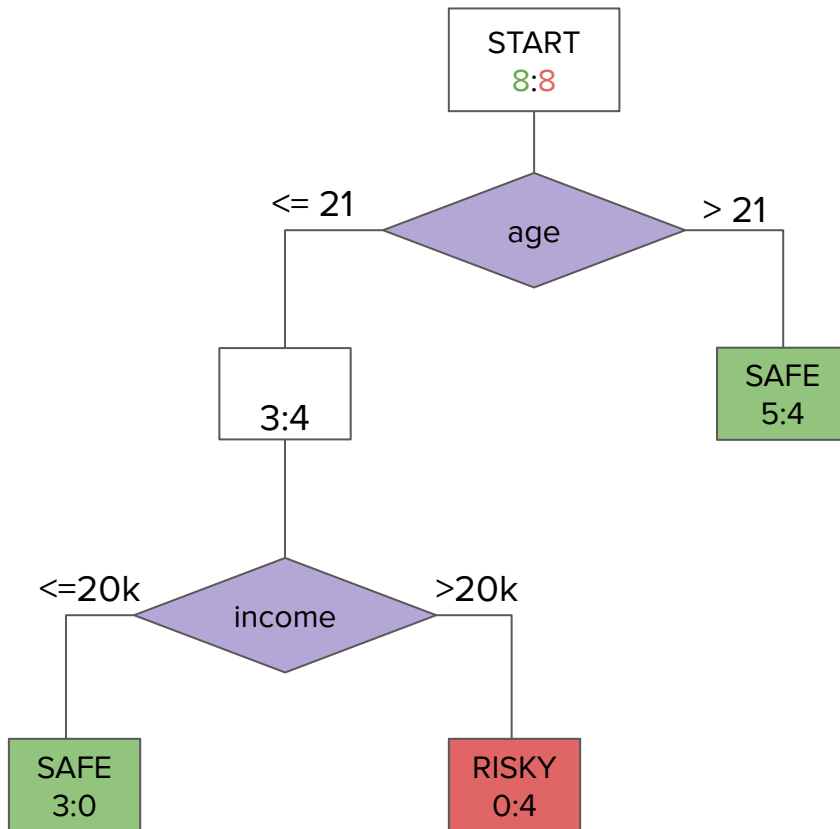 START
8:8
<= 21
age
> 21
3:4
SAFE
5:4
<=20k
income
>20k
SAFE
3:0
RISKY
0:4